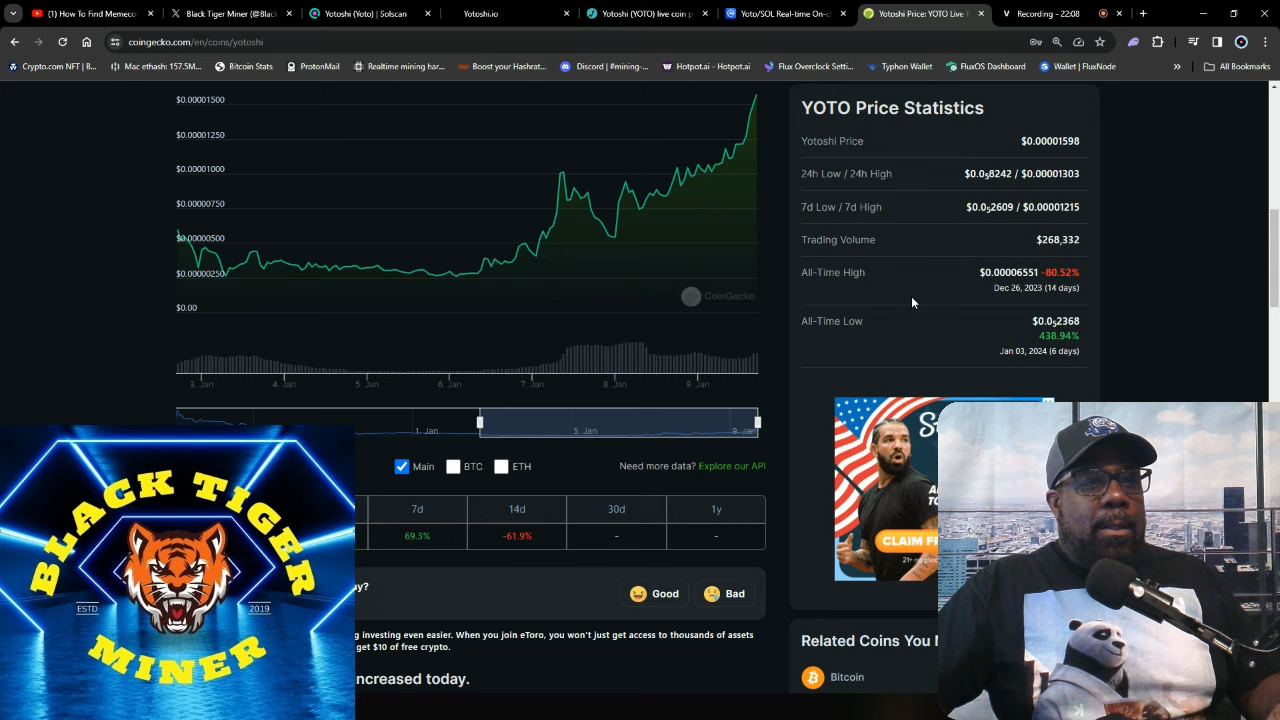 (1) How To Find Memeco
Black Tiger Miner (@Blac
Yotoshi (Yoto) | Solscan
Yotoshi.io
Yotoshi (YOTO) live coin p
Yoto/SOL Real-time On-c
Yotoshi Price: YOTO Live P
Recording - 22:08
coingecko.com/en/coins/yotoshi
Crypto.com NFT | B...
Mac ethash: 157.5M...
Bitcoin Stats
ProtonMail
Realtime mining har...
Boost your Hashrat...
Discord | #mining-...
Hotpot.ai - Hotpot.ai
Flux Overclock Setti...
Typhon Wallet
FluxOS Dashboard
Wallet | FluxNode
All Bookmarks
$0.00001500
$0.00001250
$0.00001000
$0.00000750
$0.00000500
$0.00000250
$0.00
CoinGecko
3. Jan 4. Jan 5. Jan 6. Jan 7. Jan 8. Jan 9. Jan
1. Jan 5. Jan 9. Jan
Main BTC ETH
Need more data? Explore our API
7d 14d 30d 1y
69.3% -61.9% - -
y?
Good Bad
g investing even easier. When you join eToro, you won't just get access to thousands of assets
get $10 of free crypto.
increased today.
YOTO Price Statistics
Yotoshi Price $0.00001598
24h Low / 24h High $0.0₅8242 / $0.00001303
7d Low / 7d High $0.0₅2609 / $0.00001215
Trading Volume $268,332
All-Time High $0.00006551 -80.52%
Dec 26, 2023 (14 days)
All-Time Low $0.0₅2368
438.94%
Jan 03, 2024 (6 days)
CLAIM FR
21+
Related Coins You M
Bitcoin
BLACK TIGER
ESTD 2019
MINER